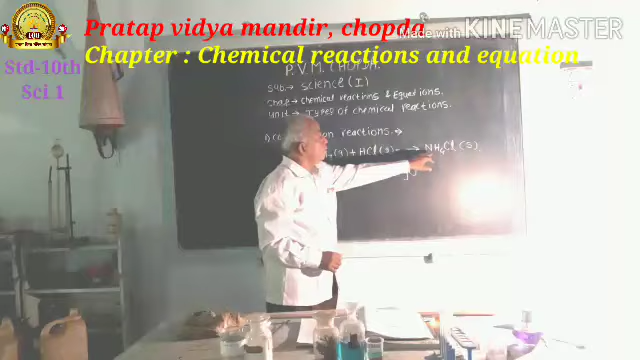 Pratap vidya mandir, chopda
Made with KINEMASTER
Chapter : Chemical reactions and equation
Std-10th
Sci 1
P. V. M. CHOPDA.
Sub. → Science (I)
Chap → Chemical reactions & Equations.
Unit → Types of chemical reactions.
reactions. →
(g) + HCl (s) → NH4Cl (s).